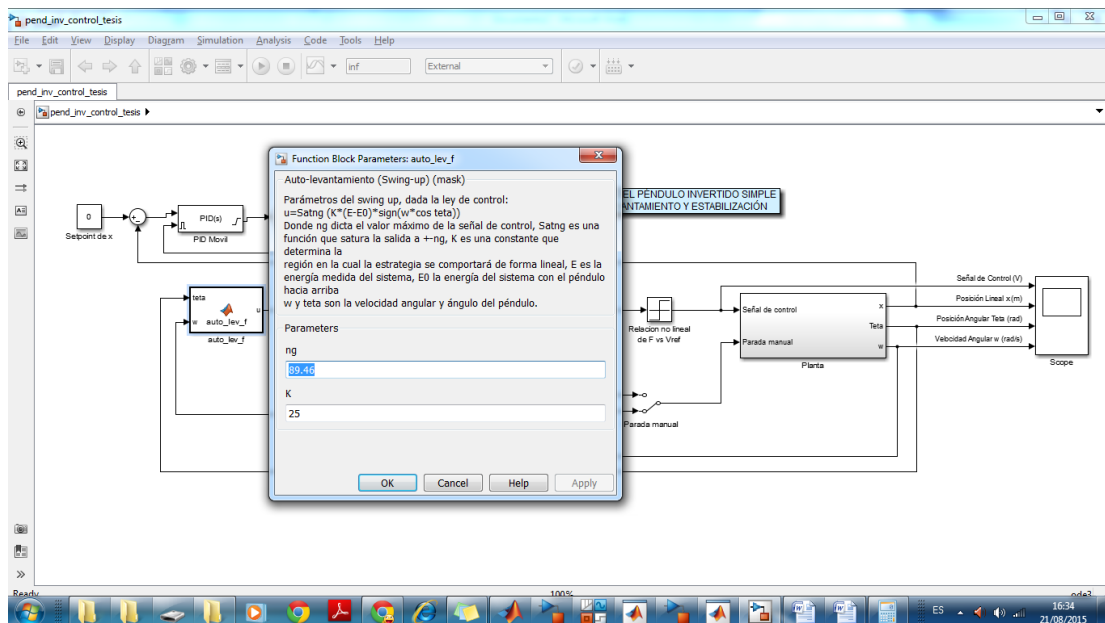 pend_inv_control_tesis
File Edit View Display Diagram Simulation Analysis Code Tools Help
inf
External
pend_inv_control_tesis
pend_inv_control_tesis
Function Block Parameters: auto_lev_f
Auto-levantamiento (Swing-up) (mask)
Parámetros del swing up, dada la ley de control:
u=Satng (K*(E-E0)*sign(w*cos teta))
Donde ng dicta el valor máximo de la señal de control, Satng es una
función que satura la salida a +-ng, K es una constante que
determina la
región en la cual la estrategia se comportará de forma lineal, E es la
energía medida del sistema, E0 la energía del sistema con el péndulo
hacia arriba
w y teta son la velocidad angular y ángulo del péndulo.
Parameters
ng
89.46
K
25
OK Cancel Help Apply
EL PÉNDULO INVERTIDO SIMPLE
ANTAMIENTO Y ESTABILIZACIÓN
0
Setpoint de x
PID(s)
PID Movil
teta
w
auto_lev_f
u
auto_lev_f
Relacion no lineal
de F vs Vref
Parada manual
Señal de control
Parada manual
x
Teta
w
Planta
Señal de Control (V)
Posición Lineal x(m)
Posición Angular Teta (rad)
Velocidad Angular w (rad/s)
Scope
Ready
100%
ode3
ES
16:34
21/08/2015